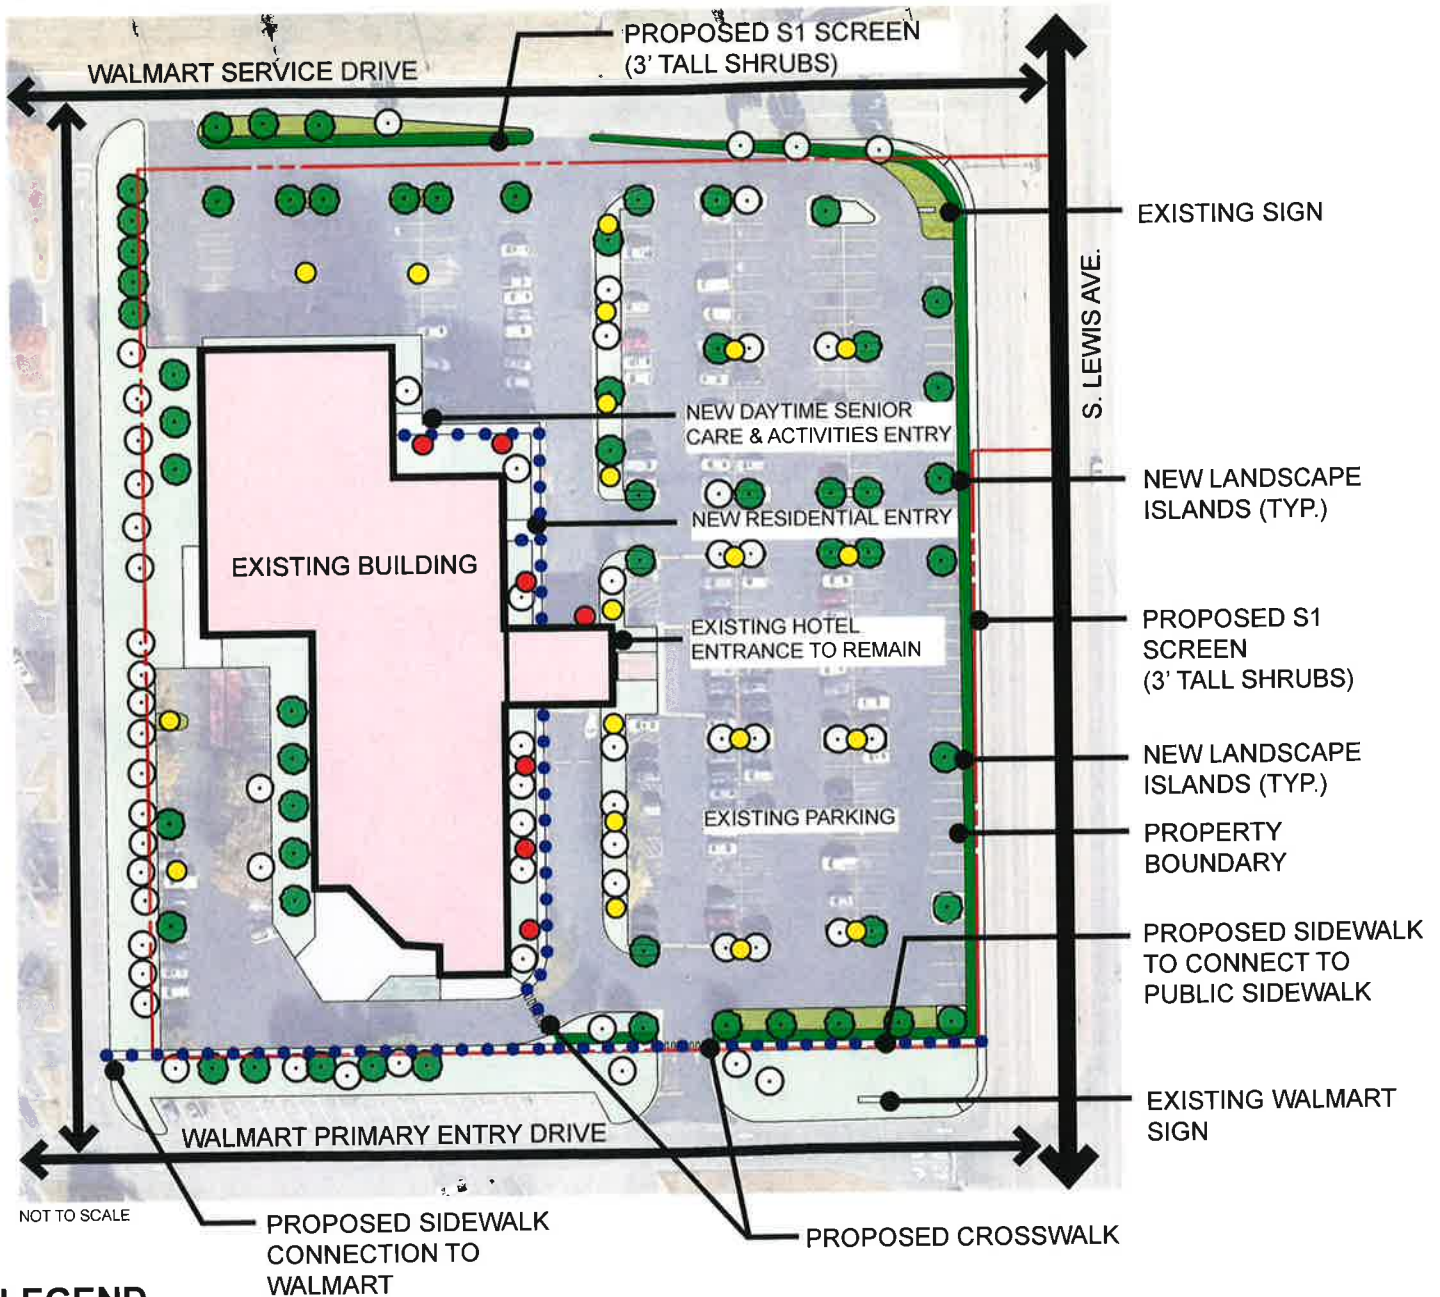 PROPOSED S1 SCREEN
(3' TALL SHRUBS)
WALMART SERVICE DRIVE
EXISTING SIGN
S. LEWIS AVE.
NEW DAYTIME SENIOR
CARE & ACTIVITIES ENTRY
NEW LANDSCAPE
ISLANDS (TYP.)
NEW RESIDENTIAL ENTRY
EXISTING BUILDING
EXISTING HOTEL
ENTRANCE TO REMAIN
PROPOSED S1
SCREEN
(3' TALL SHRUBS)
NEW LANDSCAPE
ISLANDS (TYP.)
EXISTING PARKING
PROPERTY
BOUNDARY
PROPOSED SIDEWALK
TO CONNECT TO
PUBLIC SIDEWALK
EXISTING WALMART
SIGN
WALMART PRIMARY ENTRY DRIVE
NOT TO SCALE
PROPOSED SIDEWALK
CONNECTION TO
WALMART
PROPOSED CROSSWALK
LEGEND